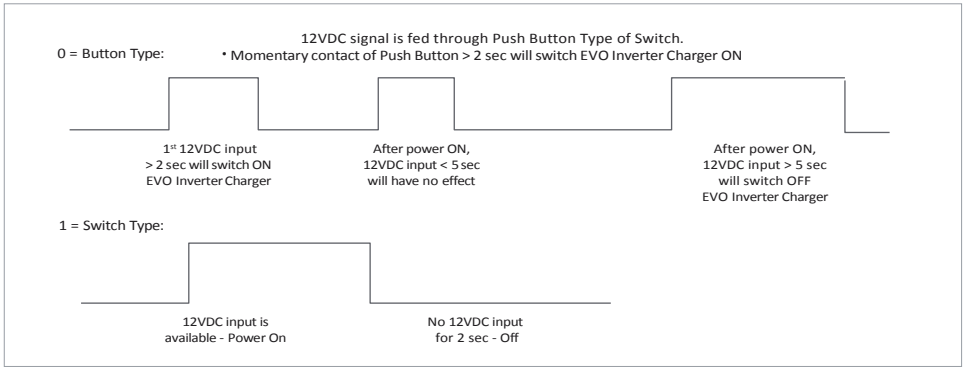 12VDC signal is fed through Push Button Type of Switch.
0 = Button Type:
• Momentary contact of Push Button > 2 sec will switch EVO Inverter Charger ON
1st 12VDC input
> 2 sec will switch ON
EVO Inverter Charger
After power ON,
12VDC input < 5 sec
will have no effect
After power ON,
12VDC input > 5 sec
will switch OFF
EVO Inverter Charger
1 = Switch Type:
12VDC input is
available - Power On
No 12VDC input
for 2 sec - Off